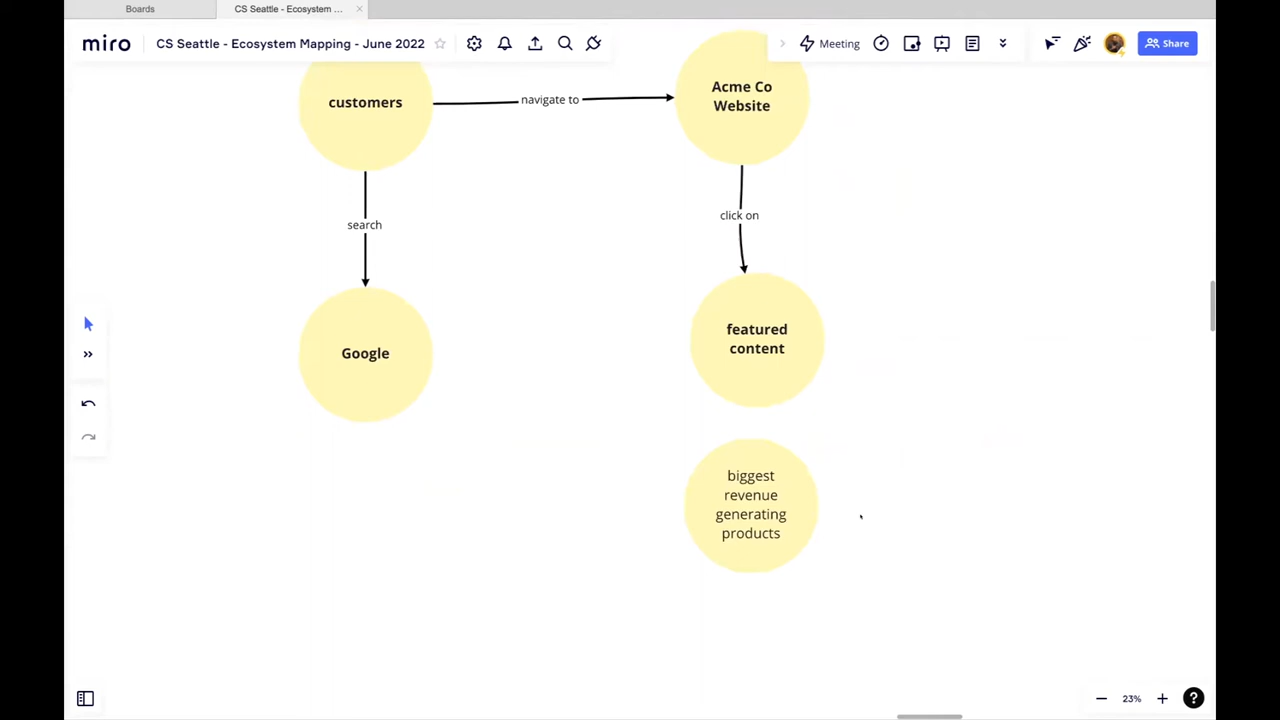 Boards
CS Seattle - Ecosystem ...
miro
CS Seattle - Ecosystem Mapping - June 2022
Meeting
Share
customers
navigate to
Acme Co
Website
search
click on
Google
featured
content
biggest
revenue
generating
products
23%